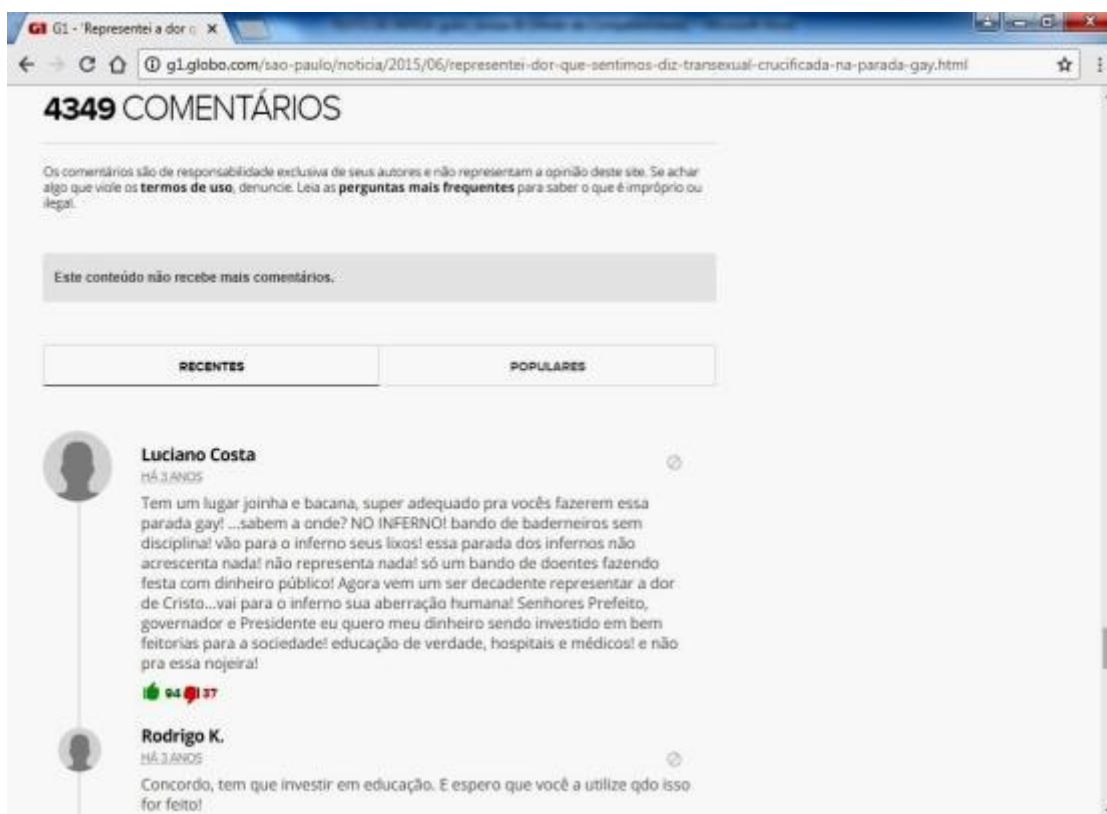 G1 G1 - 'Representei a dor
g1.globo.com/sao-paulo/noticia/2015/06/representei-dor-que-sentimos-diz-transexual-crucificada-na-parada-gay.html
4349 COMENTÁRIOS
Os comentários são de responsabilidade exclusiva de seus autores e não representam a opinião deste site. Se achar
algo que viole os termos de uso, denuncie. Leia as perguntas mais frequentes para saber o que é impróprio ou
ilegal.
Este conteúdo não recebe mais comentários.
RECENTES POPULARES
Luciano Costa
HÁ 3 ANOS
Tem um lugar joinha e bacana, super adequado pra vocês fazerem essa
parada gay! ...sabem a onde? NO INFERNO! bando de baderneiros sem
disciplina! vão para o inferno seus lixos! essa parada dos infernos não
acrescenta nada! não representa nada! só um bando de doentes fazendo
festa com dinheiro público! Agora vem um ser decadente representar a dor
de Cristo...vai para o inferno sua aberração humana! Senhores Prefeito,
governador e Presidente eu quero meu dinheiro sendo investido em bem
feitorias para a sociedade! educação de verdade, hospitais e médicos! e não
pra essa nojeira!
94 37
Rodrigo K.
HÁ 3 ANOS
Concordo, tem que investir em educação. E espero que você a utilize qdo isso
for feito!